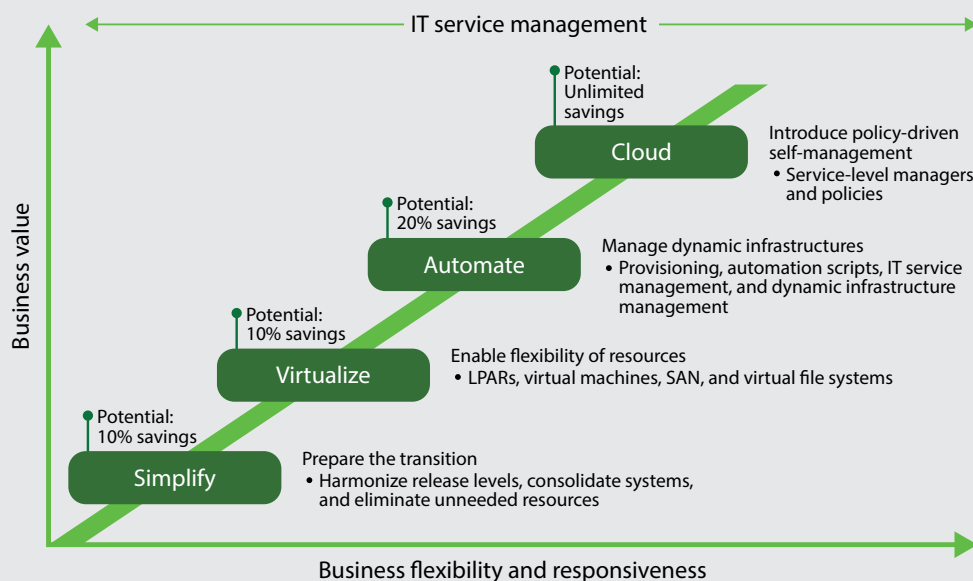 IT service management
Business value
Potential:
Unlimited
savings
Cloud
Introduce policy-driven
self-management
• Service-level managers
and policies
Potential:
20% savings
Automate
Manage dynamic infrastructures
• Provisioning, automation scripts, IT service
management, and dynamic infrastructure
management
Potential:
10% savings
Virtualize
Enable flexibility of resources
• LPARs, virtual machines, SAN, and virtual file systems
Potential:
10% savings
Simplify
Prepare the transition
• Harmonize release levels, consolidate systems,
and eliminate unneeded resources
Business flexibility and responsiveness